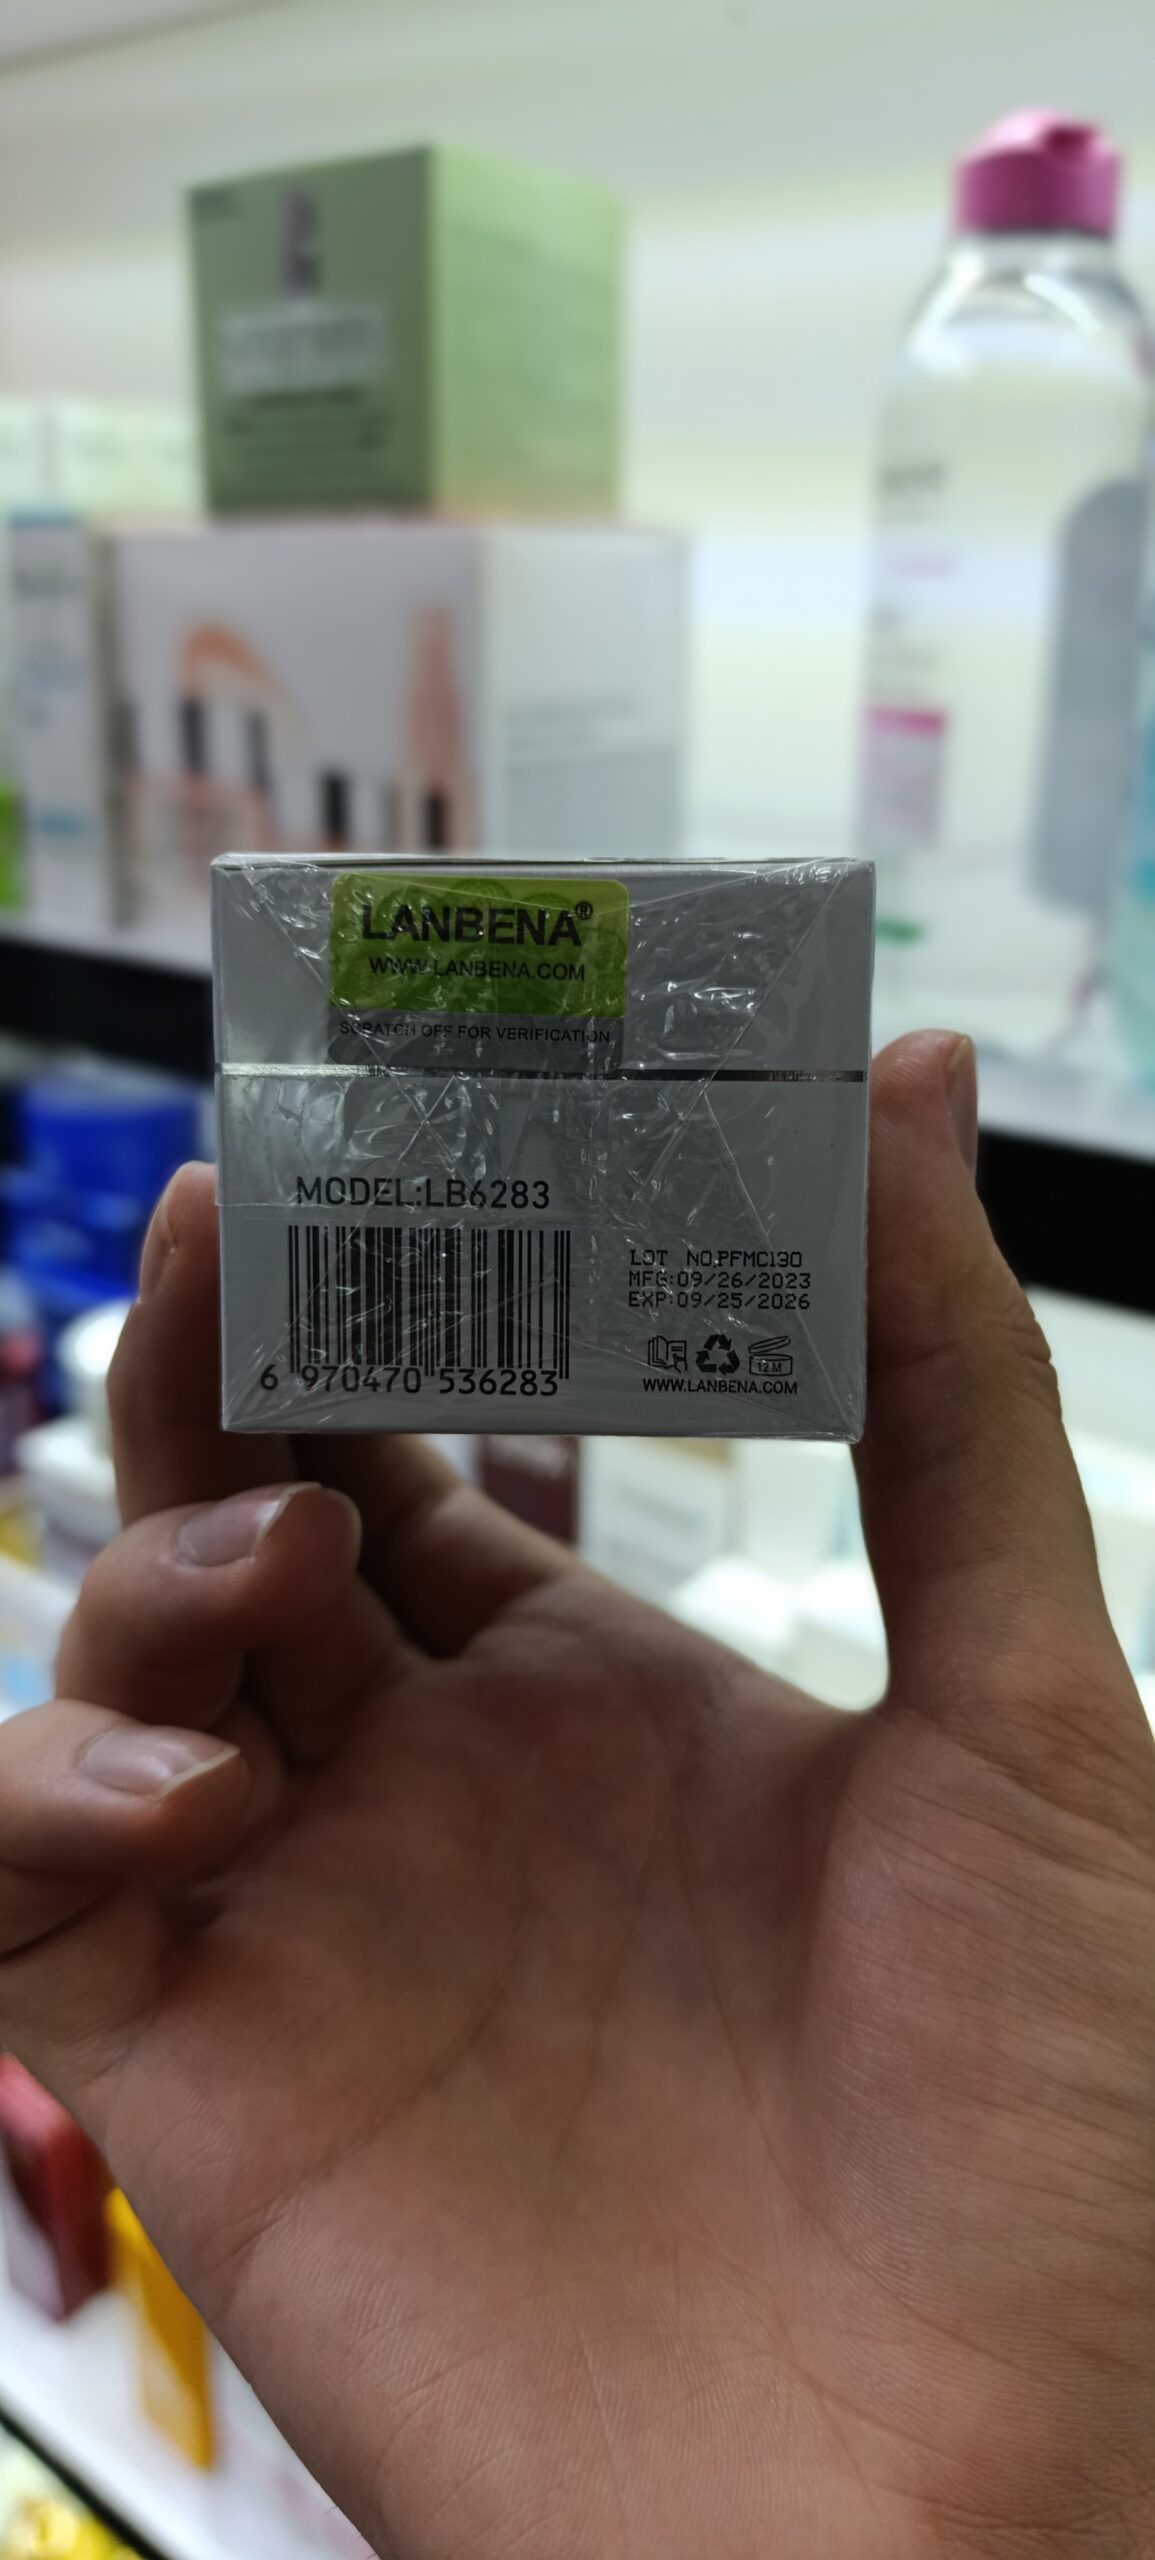 LANBENA®
WWW.LANBENA.COM
SCRATCH OFF FOR VERIFICATION
MODEL:LB6283
6 970470 536283
LOT NO.PFMC130
MFG:09/26/2023
EXP:09/25/2026
12 M
WWW.LANBENA.COM